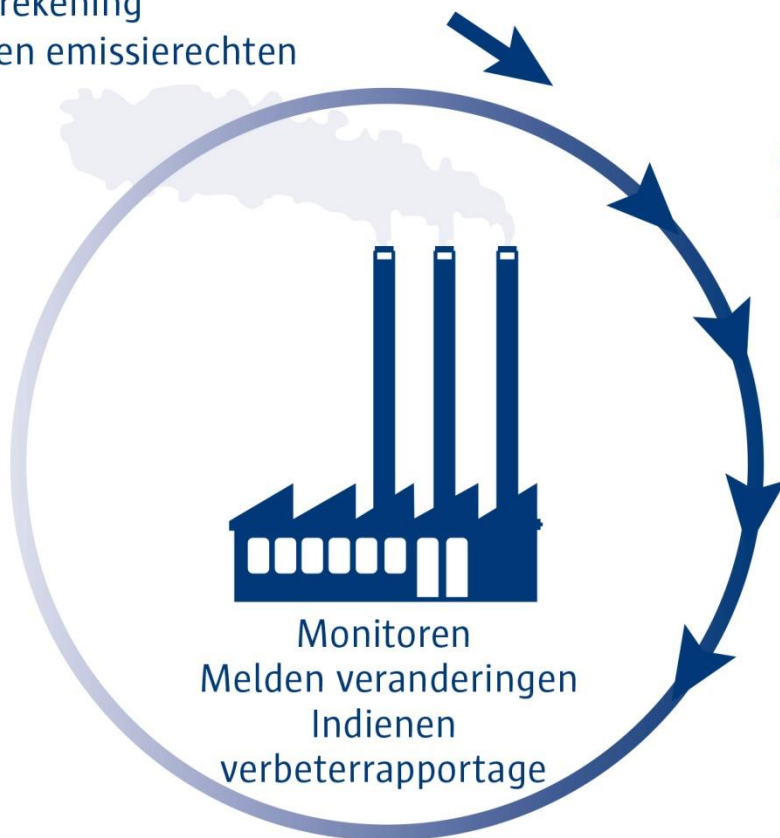 rekening
en emissierechten
Monitoren
Melden veranderingen
Indienen
verbeterrapportage